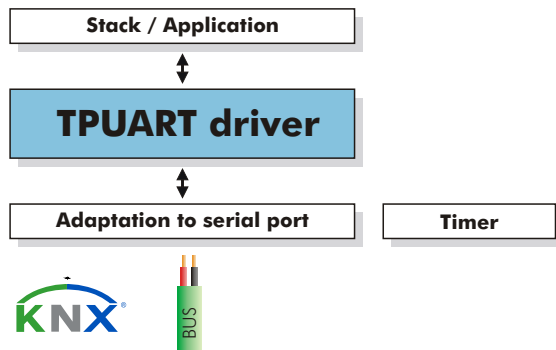 Stack / Application
TPUART driver
Adaptation to serial port
Timer
KNX®
BUS